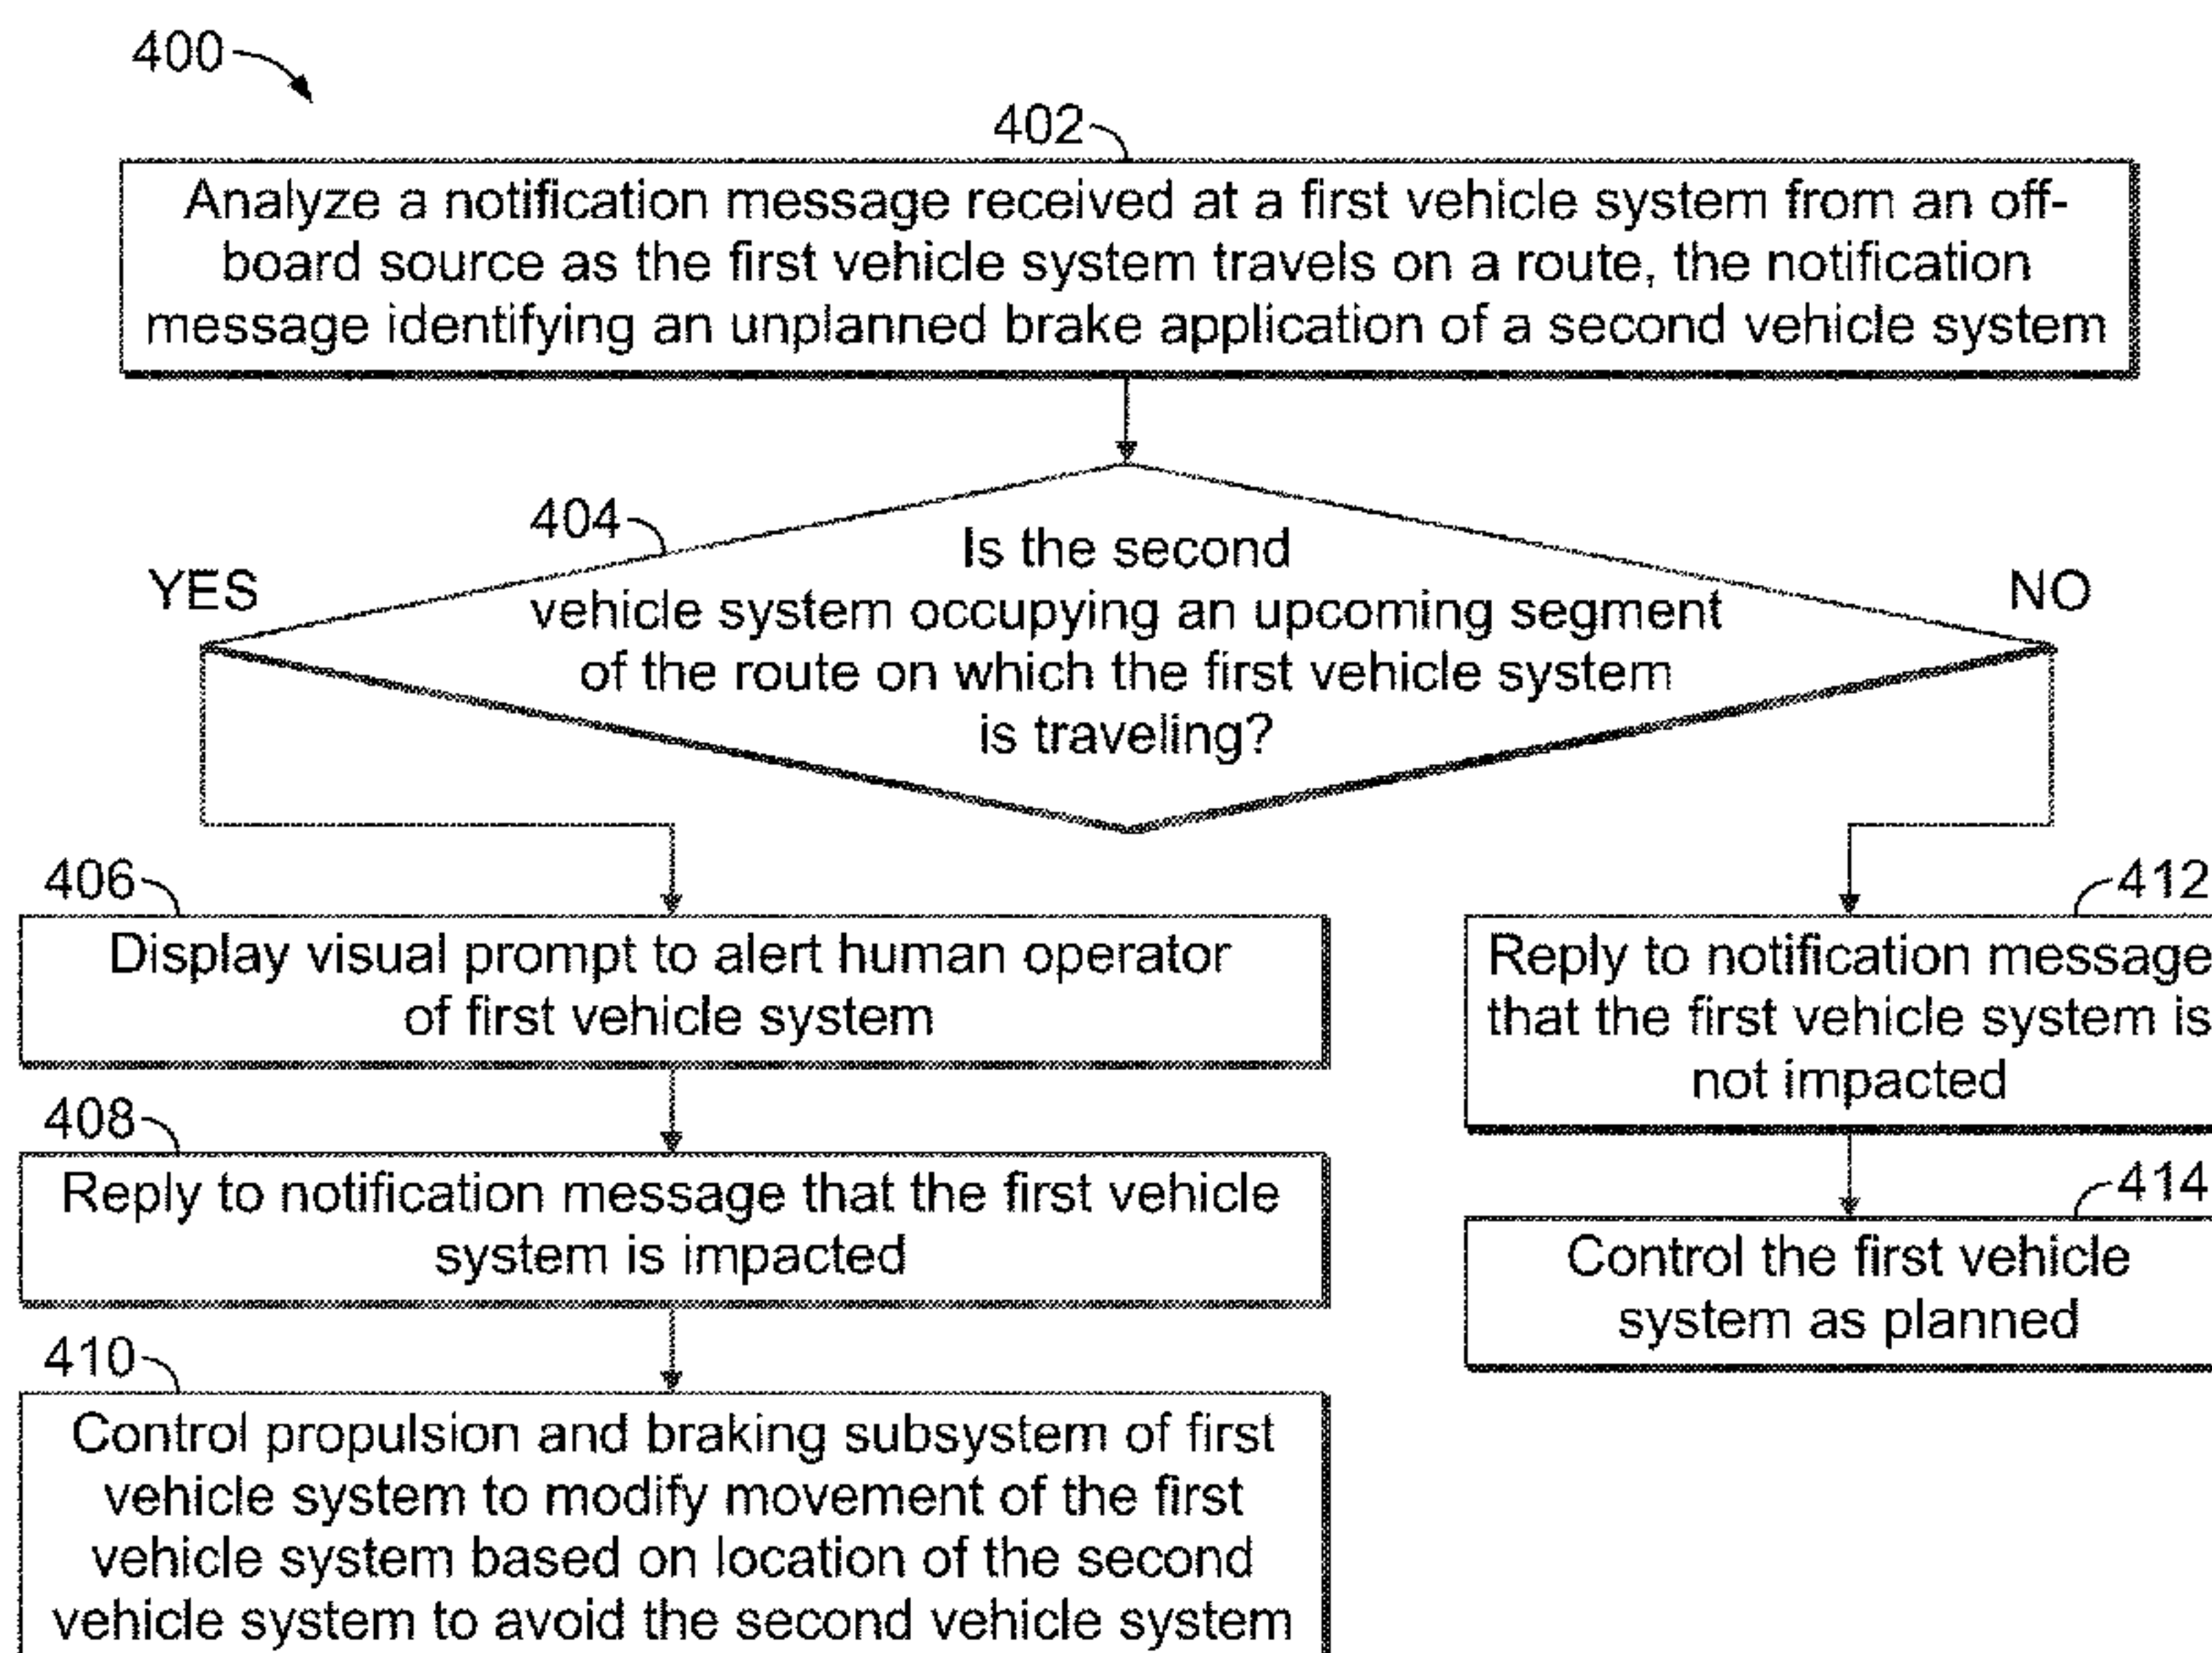 400
402
Analyze a notification message received at a first vehicle system from an off-
board source as the first vehicle system travels on a route, the notification
message identifying an unplanned brake application of a second vehicle system
404
YES
NO
Is the second
vehicle system occupying an upcoming segment
of the route on which the first vehicle system
is traveling?
406
Display visual prompt to alert human operator
of first vehicle system
408
Reply to notification message that the first vehicle
system is impacted
410
Control propulsion and braking subsystem of first
vehicle system to modify movement of the first
vehicle system based on location of the second
vehicle system to avoid the second vehicle system
412
Reply to notification message
that the first vehicle system is
not impacted
414
Control the first vehicle
system as planned